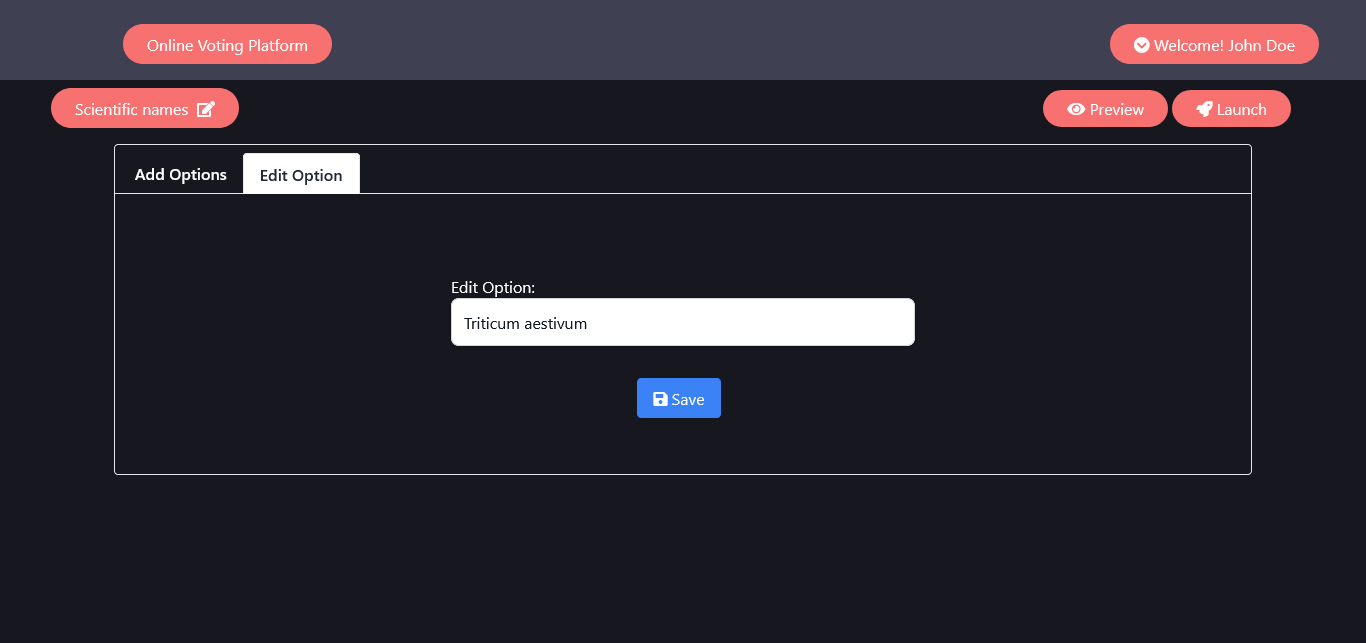 Online Voting Platform
Welcome! John Doe
Scientific names
Preview
Launch
Add Options
Edit Option
Edit Option:
Triticum aestivum
Save